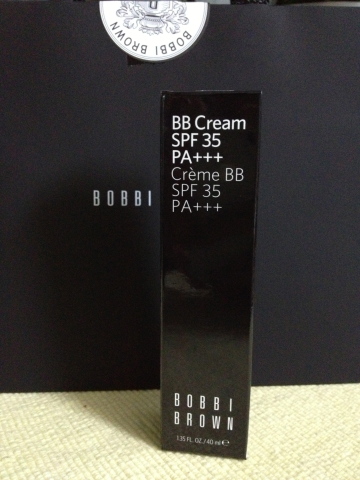 BOBBI BROWN
BOBBI
BB Cream
SPF 35
PA+++
Crème BB
SPF 35
PA+++
BOBBI
BROWN
1.35 FL. OZ./40 ml ℮